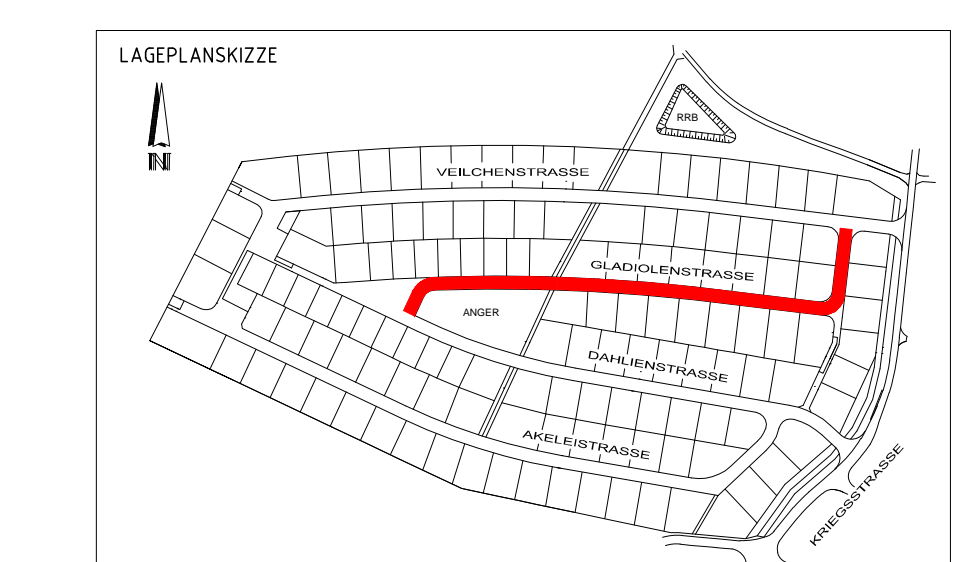 LAGEPLANSKIZZE
N
RRB
VEILCHENSTRASSE
GLADIOLENSTRASSE
ANGER
DAHLIENSTRASSE
AKELEISTRASSE
KRIEGSSTRASSE